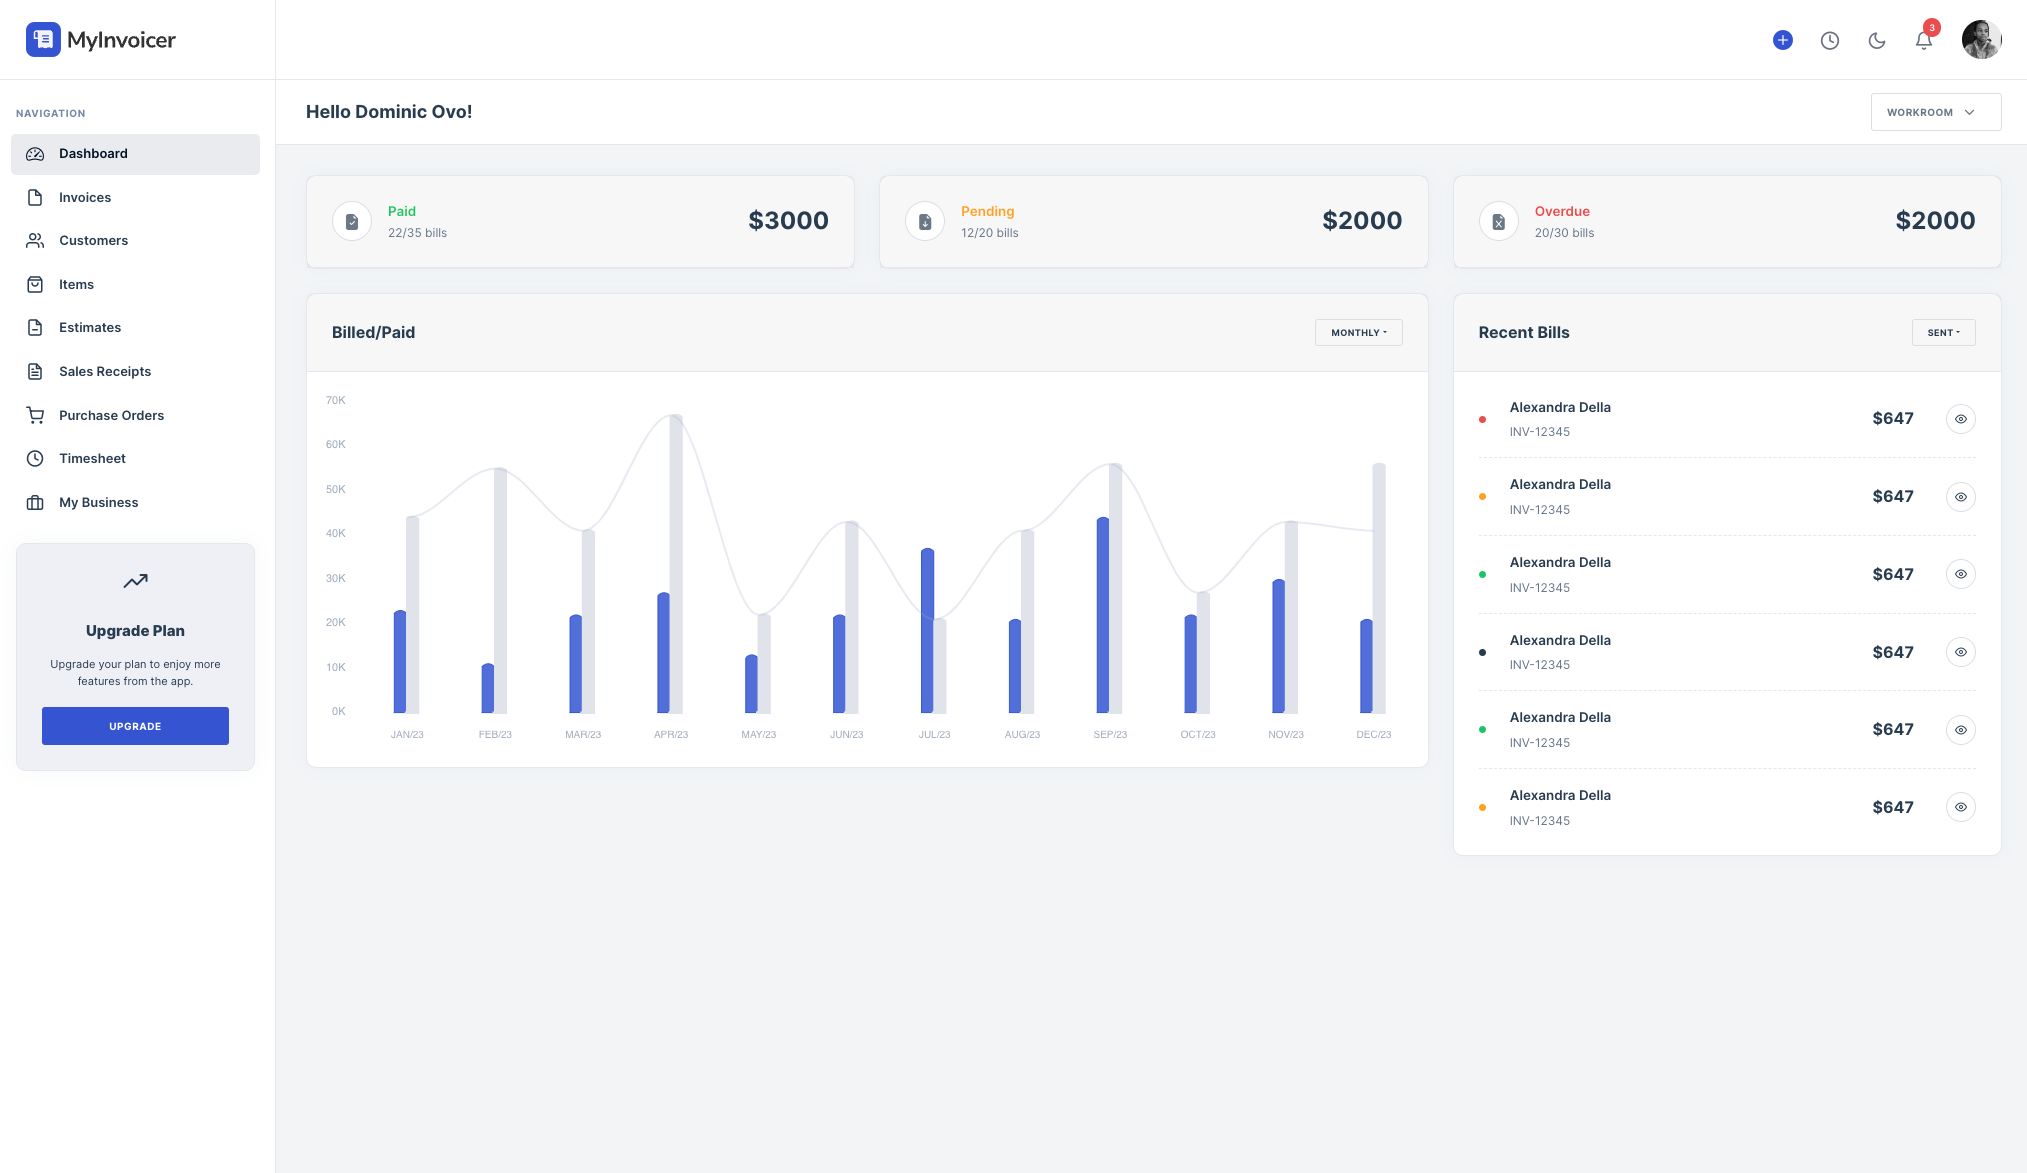 MyInvoicer
3
NAVIGATION
Dashboard
Invoices
Customers
Items
Estimates
Sales Receipts
Purchase Orders
Timesheet
My Business
Upgrade Plan
Upgrade your plan to enjoy more
features from the app.
UPGRADE
Hello Dominic Ovo!
WORKROOM
Paid
22/35 bills
$3000
Pending
12/20 bills
$2000
Overdue
20/30 bills
$2000
Billed/Paid
MONTHLY
70K
60K
50K
40K
30K
20K
10K
0K
JAN/23 FEB/23 MAR/23 APR/23 MAY/23 JUN/23 JUL/23 AUG/23 SEP/23 OCT/23 NOV/23 DEC/23
Recent Bills
SENT
Alexandra Della
INV-12345
$647
Alexandra Della
INV-12345
$647
Alexandra Della
INV-12345
$647
Alexandra Della
INV-12345
$647
Alexandra Della
INV-12345
$647
Alexandra Della
INV-12345
$647